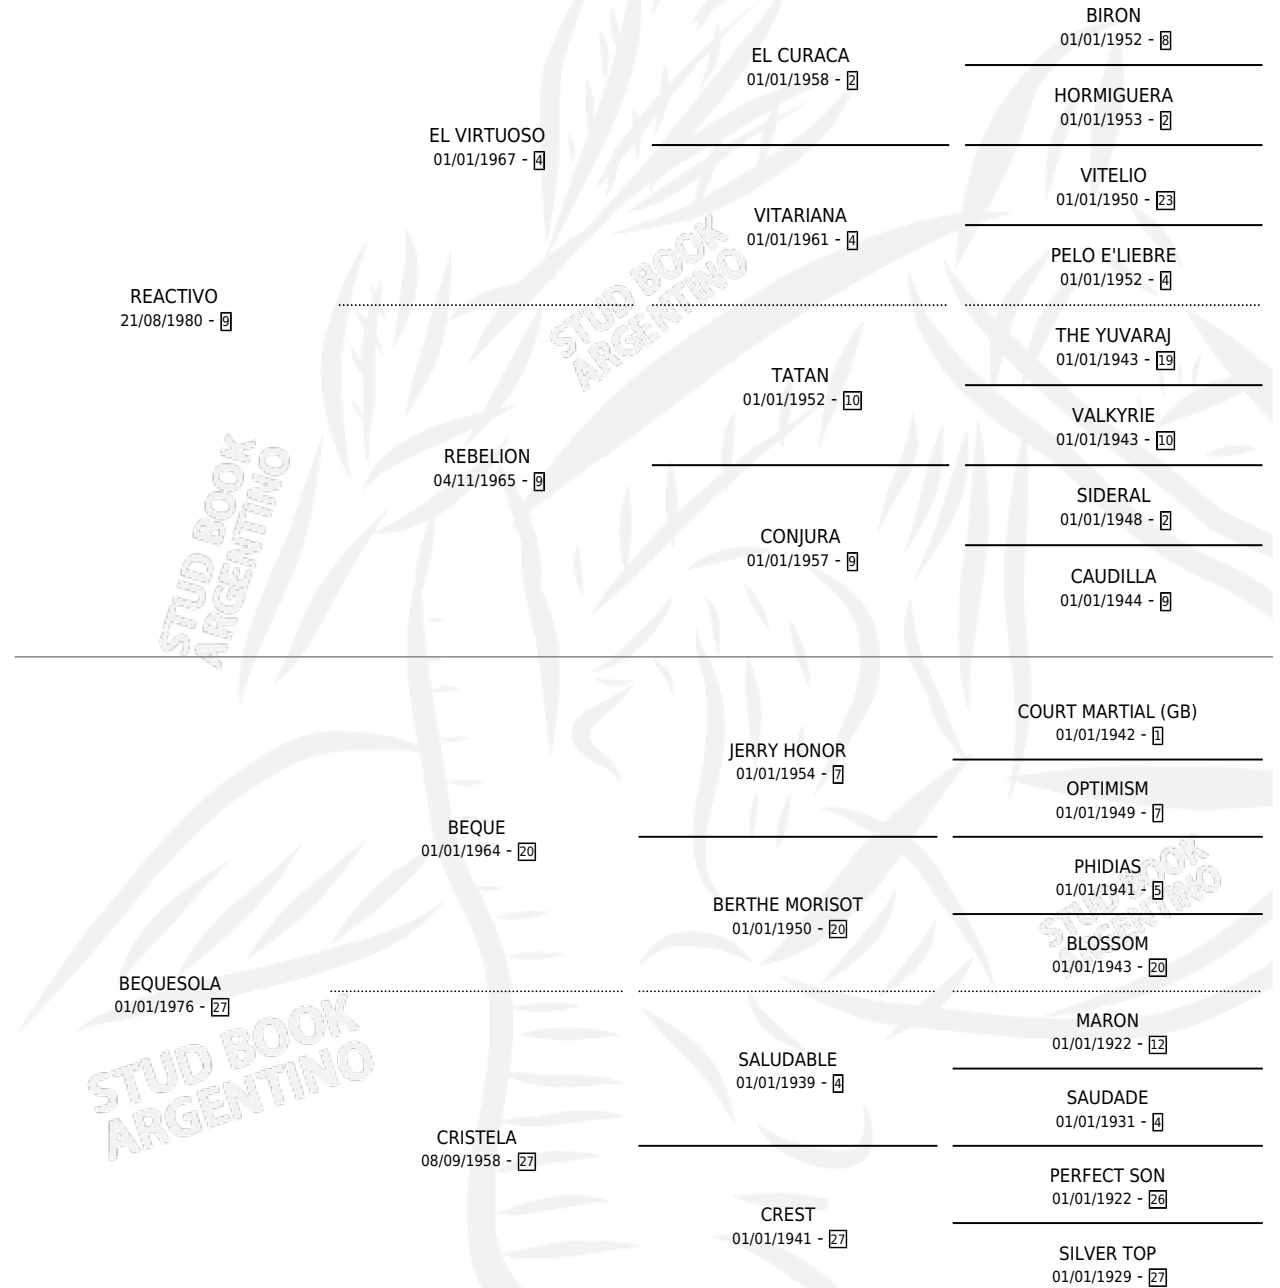 BIRON
01/01/1952 - 8
EL CURACA
01/01/1958 - 2
HORMIGUERA
01/01/1953 - 2
EL VIRTUOSO
01/01/1967 - 4
VITELIO
01/01/1950 - 23
VITARIANA
01/01/1961 - 4
PELO E'LIEBRE
01/01/1952 - 4
REACTIVO
21/08/1980 - 9
STUD BOOK
ARGENTINO
THE YUVARAJ
01/01/1943 - 19
TATAN
01/01/1952 - 10
VALKYRIE
01/01/1943 - 10
REBELION
04/11/1965 - 9
SIDERAL
01/01/1948 - 2
CONJURA
01/01/1957 - 9
CAUDILLA
01/01/1944 - 9
STUD BOOK
ARGENTINO
COURT MARTIAL (GB)
01/01/1942 - 1
JERRY HONOR
01/01/1954 - 7
OPTIMISM
01/01/1949 - 7
BEQUE
01/01/1964 - 20
PHIDIAS
01/01/1941 - 5
BERTHE MORISOT
01/01/1950 - 20
STUD BOOK
ARGENTINO
BLOSSOM
01/01/1943 - 20
BEQUESOLA
01/01/1976 - 27
MARON
01/01/1922 - 12
SALUDABLE
01/01/1939 - 4
SAUDADE
01/01/1931 - 4
STUD BOOK
ARGENTINO
CRISTELA
08/09/1958 - 27
PERFECT SON
01/01/1922 - 26
CREST
01/01/1941 - 27
SILVER TOP
01/01/1929 - 27